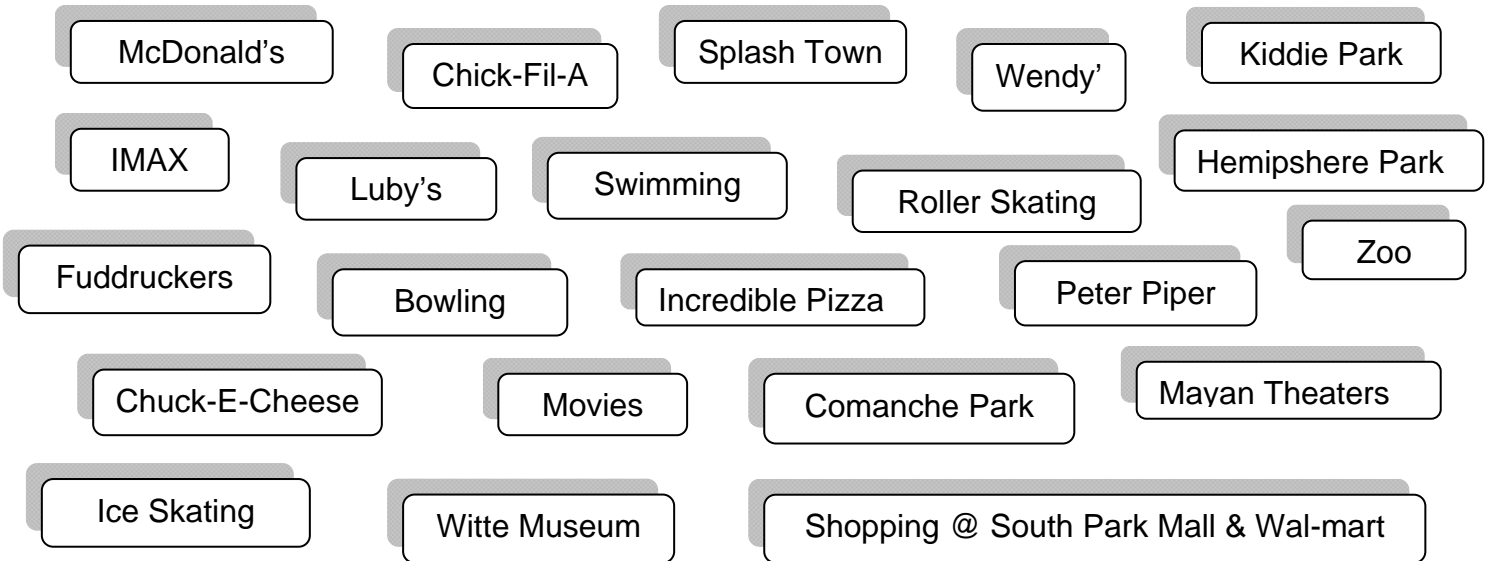 McDonald's
Chick-Fil-A
Splash Town
Wendy'
Kiddie Park
IMAX
Luby's
Swimming
Roller Skating
Hemipshere Park
Fuddruckers
Bowling
Incredible Pizza
Peter Piper
Zoo
Chuck-E-Cheese
Movies
Comanche Park
Mayan Theaters
Ice Skating
Witte Museum
Shopping @ South Park Mall & Wal-mart